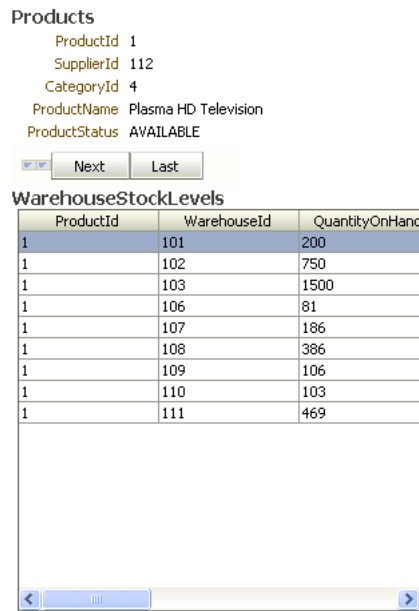 Products
ProductId 1
SupplierId 112
CategoryId 4
ProductName Plasma HD Television
ProductStatus AVAILABLE
Next Last
WarehouseStockLevels
ProductId WarehouseId QuantityOnHand
1 101 200
1 102 750
1 103 1500
1 106 81
1 107 186
1 108 386
1 109 106
1 110 103
1 111 469